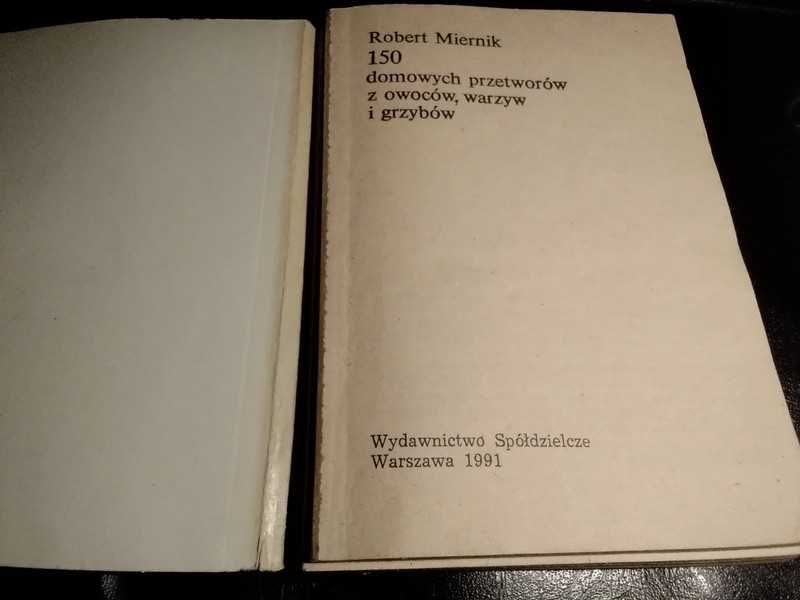 Robert Miernik
150
domowych przetworów
z owoców, warzyw
i grzybów
Wydawnictwo Spółdzielcze
Warszawa 1991